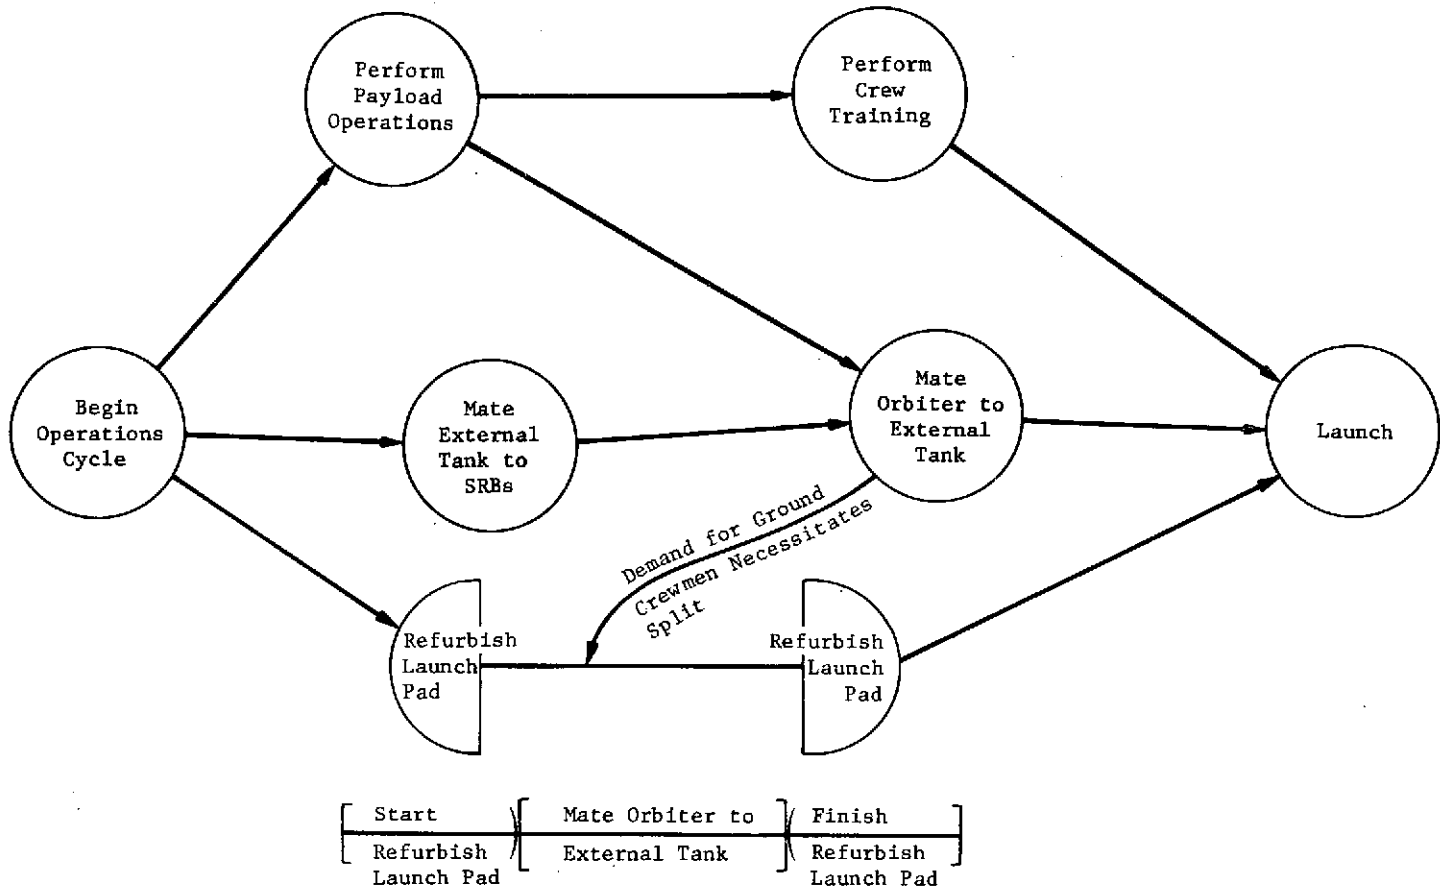 Perform
Payload
Operations
Perform
Crew
Training
Begin
Operations
Cycle
Mate
External
Tank to
SRBs
Mate
Orbiter to
External
Tank
Launch
Demand for Ground
Crewmen Necessitates
Split
Refurbish
Launch
Pad
Refurbish
Launch
Pad
Start
Refurbish
Launch Pad
Mate Orbiter to
External Tank
Finish
Refurbish
Launch Pad